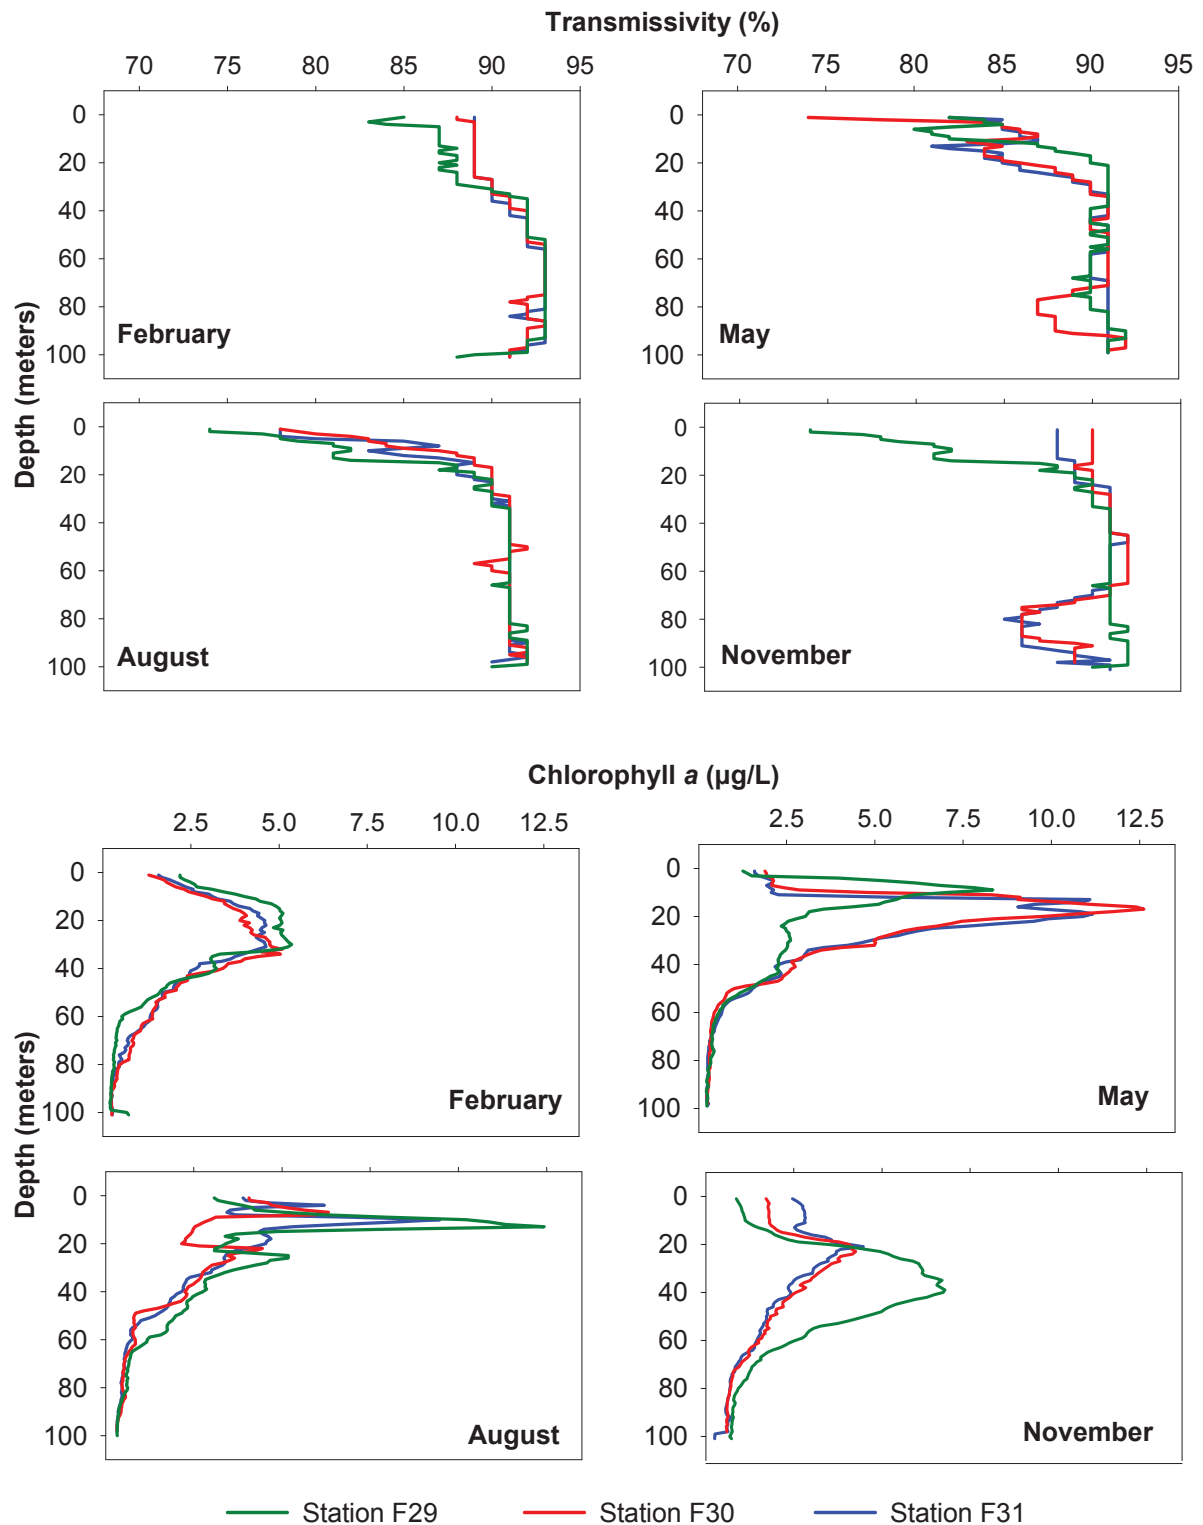 Transmissivity (%)
70 75 80 85 90 95
70 75 80 85 90 95
0
20
40
60
80
100
February
0
20
40
60
80
100
May
0
20
40
60
80
100
August
0
20
40
60
80
100
November
Depth (meters)
Chlorophyll a (µg/L)
2.5 5.0 7.5 10.0 12.5
2.5 5.0 7.5 10.0 12.5
0
20
40
60
80
100
February
0
20
40
60
80
100
May
0
20
40
60
80
100
August
0
20
40
60
80
100
November
Depth (meters)
Station F29 Station F30 Station F31